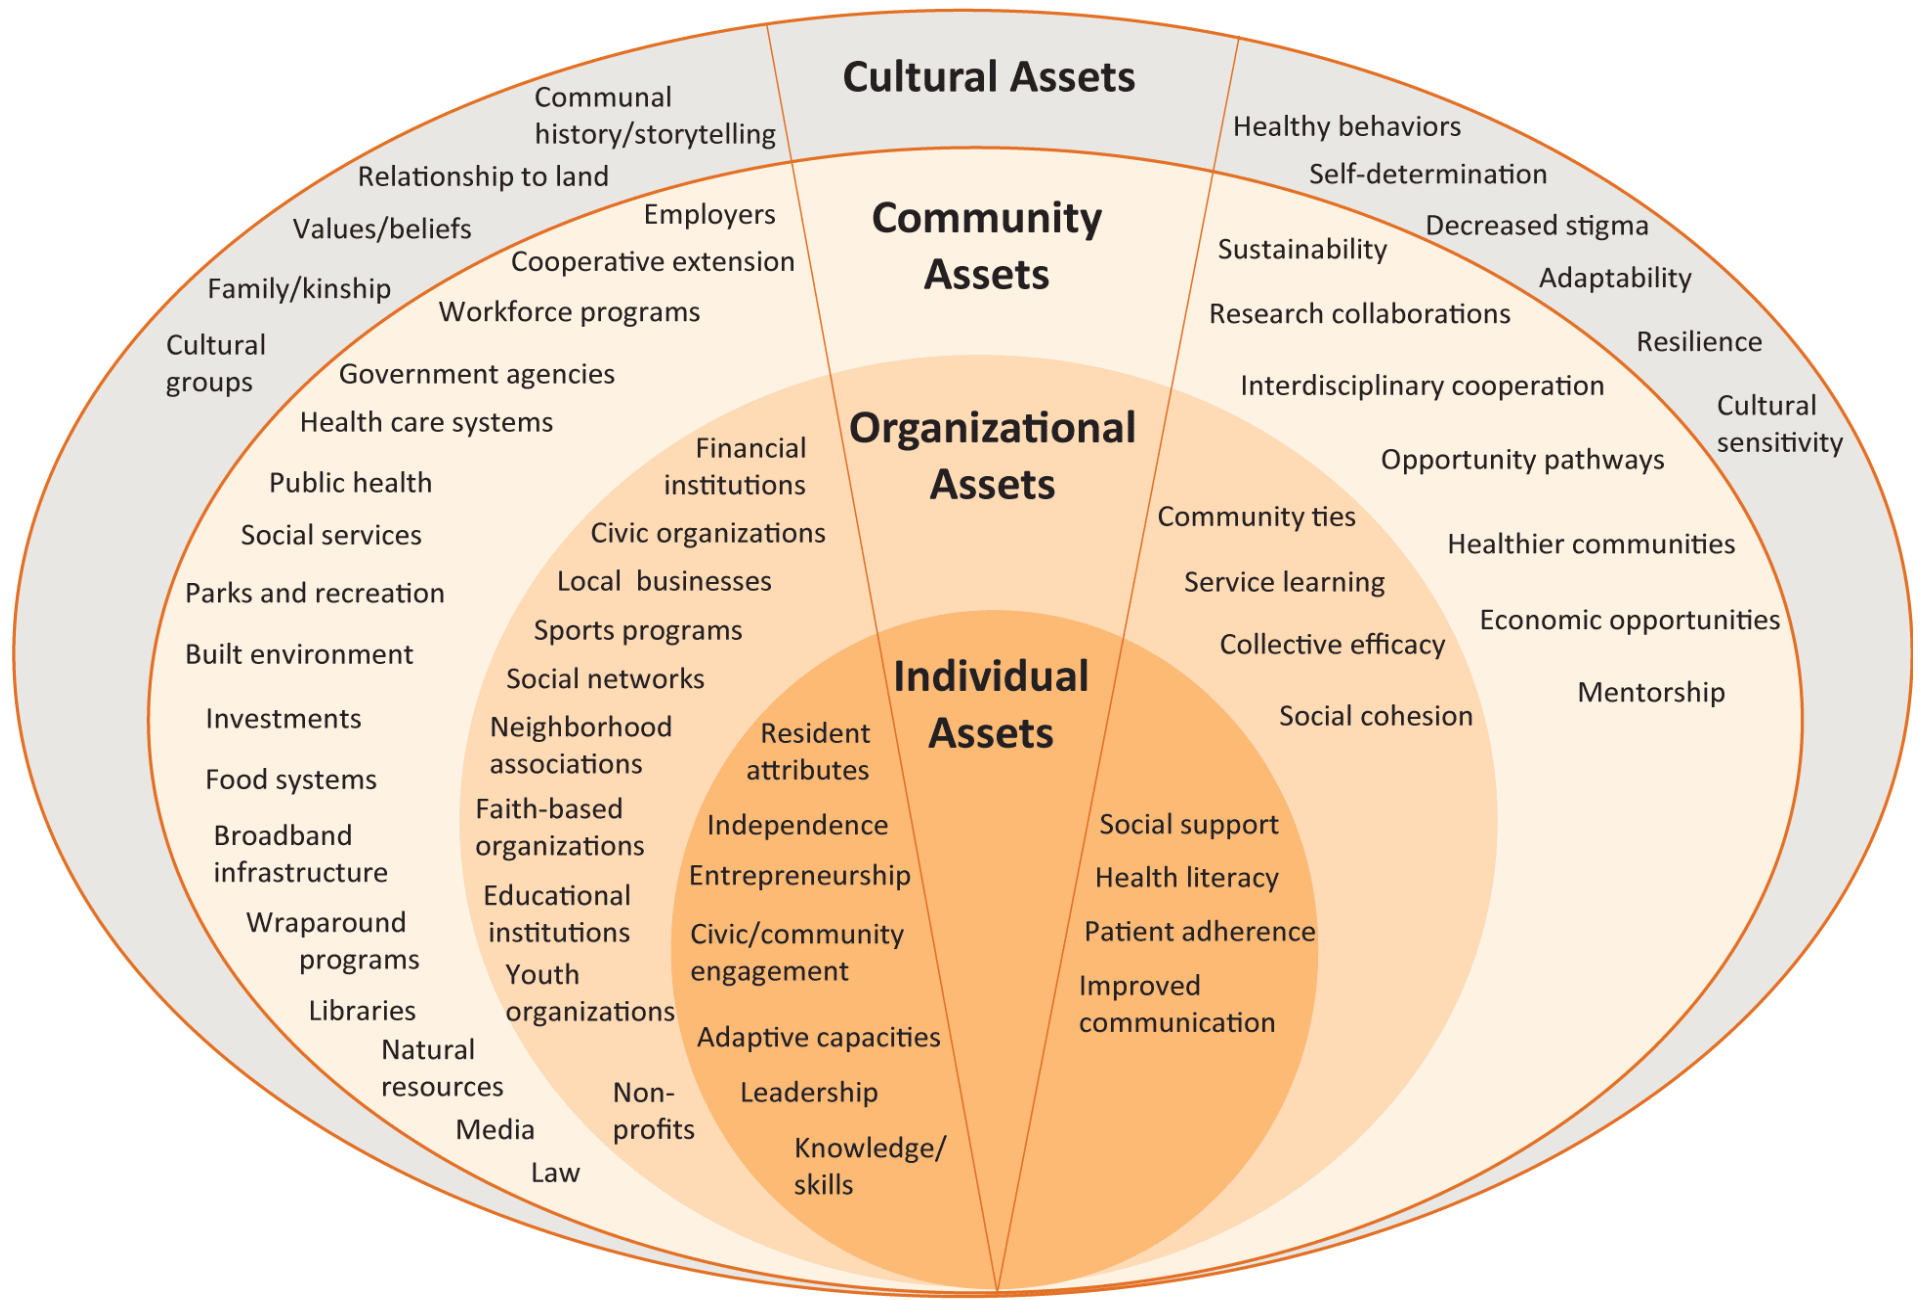 Cultural Assets
Communal
history/storytelling
Relationship to land
Values/beliefs
Family/kinship
Cultural
groups
Healthy behaviors
Self-determination
Decreased stigma
Adaptability
Resilience
Cultural
sensitivity
Community
Assets
Employers
Cooperative extension
Workforce programs
Government agencies
Health care systems
Public health
Social services
Parks and recreation
Built environment
Investments
Food systems
Broadband
infrastructure
Wraparound
programs
Libraries
Natural
resources
Media
Law
Sustainability
Research collaborations
Interdisciplinary cooperation
Opportunity pathways
Healthier communities
Economic opportunities
Mentorship
Organizational
Assets
Financial
institutions
Civic organizations
Local businesses
Sports programs
Social networks
Neighborhood
associations
Faith-based
organizations
Educational
institutions
Youth
organizations
Non-
profits
Community ties
Service learning
Collective efficacy
Social cohesion
Individual
Assets
Resident
attributes
Independence
Entrepreneurship
Civic/community
engagement
Adaptive capacities
Leadership
Knowledge/
skills
Social support
Health literacy
Patient adherence
Improved
communication